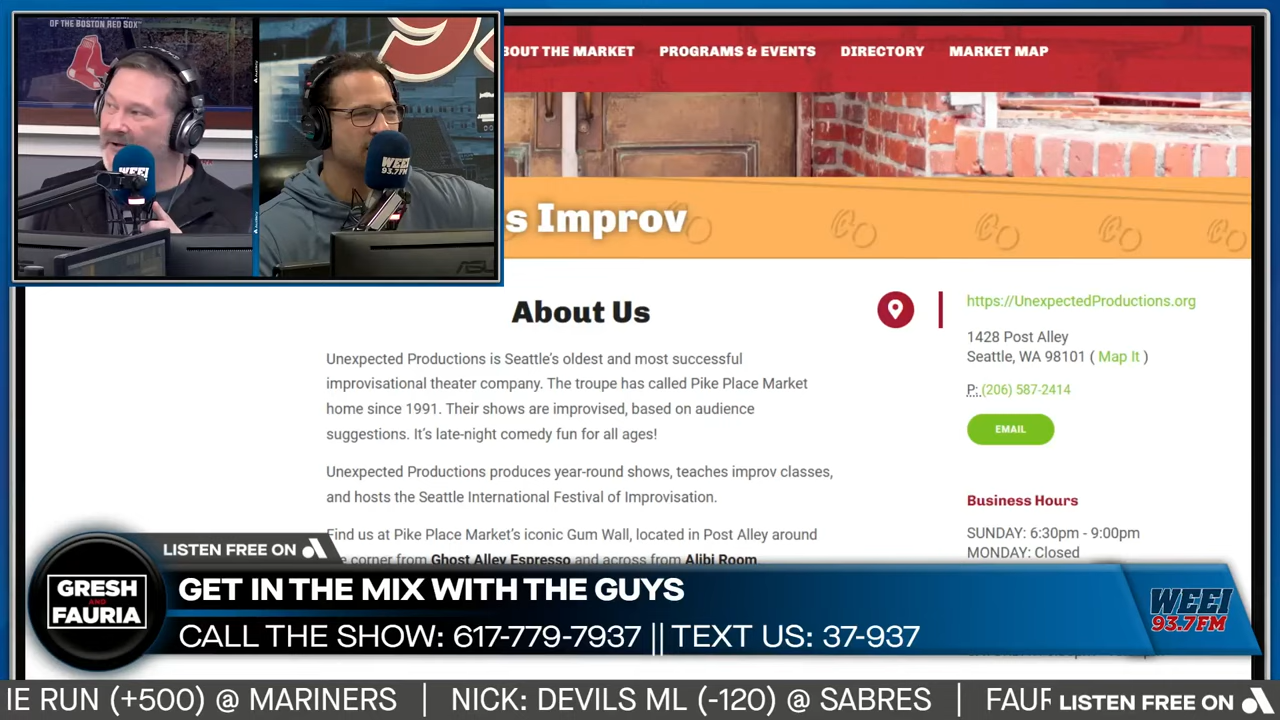 OF THE BOSTON RED SOX
BOUT THE MARKET PROGRAMS & EVENTS DIRECTORY MARKET MAP
WEEI
93.7FM
WEEI
93.7FM
ASUS
s Improv
About Us
Unexpected Productions is Seattle's oldest and most successful
improvisational theater company. The troupe has called Pike Place Market
home since 1991. Their shows are improvised, based on audience
suggestions. It's late-night comedy fun for all ages!
Unexpected Productions produces year-round shows, teaches improv classes,
and hosts the Seattle International Festival of Improvisation.
Find us at Pike Place Market's iconic Gum Wall, located in Post Alley around
corner from Ghost Alley Espresso and across from Alibi Room
https://UnexpectedProductions.org
1428 Post Alley
Seattle, WA 98101 ( Map It )
P: (206) 587-2414
EMAIL
Business Hours
SUNDAY: 6:30pm - 9:00pm
MONDAY: Closed
LISTEN FREE ON
GRESH
AND
FAURIA
GET IN THE MIX WITH THE GUYS
CALL THE SHOW: 617-779-7937 || TEXT US: 37-937
WEEI
93.7FM
IE RUN (+500) @ MARINERS | NICK: DEVILS ML (-120) @ SABRES | FAUR
LISTEN FREE ON